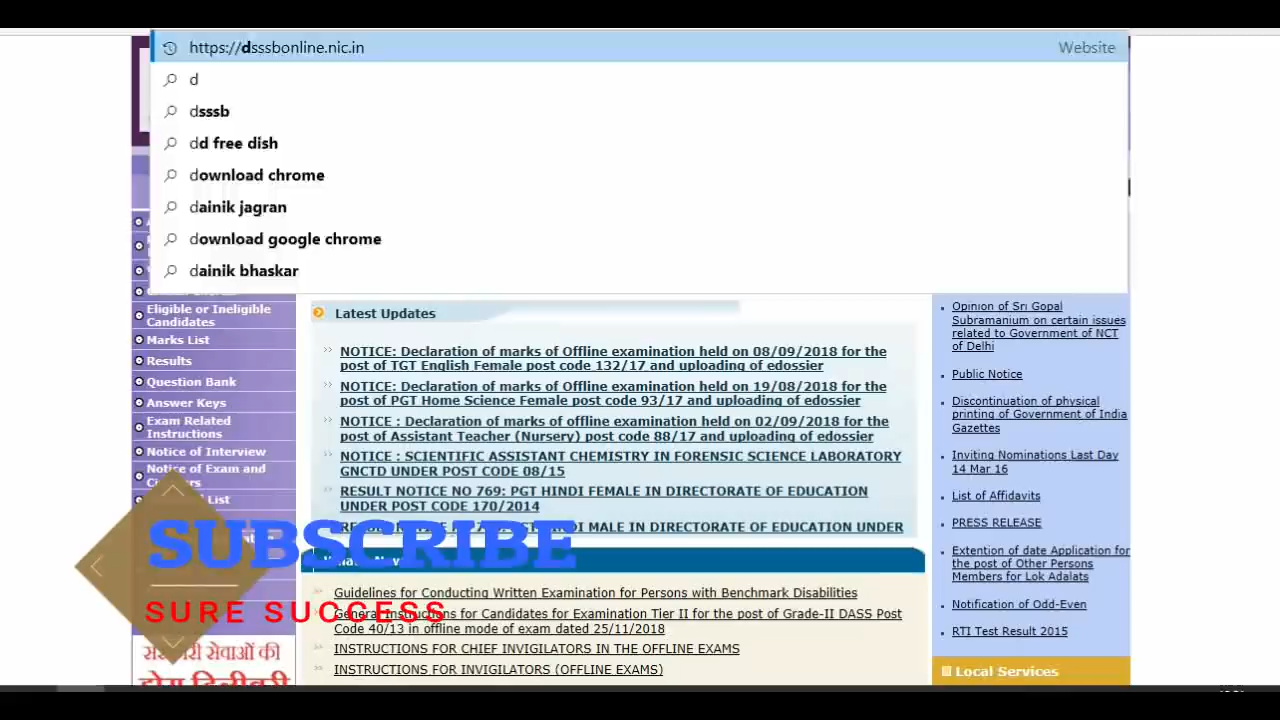 https://dsssbonline.nic.in
Website
d
dsssb
dd free dish
download chrome
dainik jagran
download google chrome
dainik bhaskar
Eligible or Ineligible
Candidates
Marks List
Results
Question Bank
Answer Keys
Exam Related
Instructions
Notice of Interview
Notice of Exam and
List
Latest Updates
NOTICE: Declaration of marks of Offline examination held on 08/09/2018 for the
post of TGT English Female post code 132/17 and uploading of edossier
NOTICE: Declaration of marks of Offline examination held on 19/08/2018 for the
post of PGT Home Science Female post code 93/17 and uploading of edossier
NOTICE : Declaration of marks of offline examination held on 02/09/2018 for the
post of Assistant Teacher (Nursery) post code 88/17 and uploading of edossier
NOTICE : SCIENTIFIC ASSISTANT CHEMISTRY IN FORENSIC SCIENCE LABORATORY
GNCTD UNDER POST CODE 08/15
RESULT NOTICE NO 769: PGT HINDI FEMALE IN DIRECTORATE OF EDUCATION
UNDER POST CODE 170/2014
MALE IN DIRECTORATE OF EDUCATION UNDER
Guidelines for Conducting Written Examination for Persons with Benchmark Disabilities
General Instructions for Candidates for Examination Tier II for the post of Grade-II DASS Post
Code 40/13 in offline mode of exam dated 25/11/2018
INSTRUCTIONS FOR CHIEF INVIGILATORS IN THE OFFLINE EXAMS
INSTRUCTIONS FOR INVIGILATORS (OFFLINE EXAMS)
Opinion of Sri Gopal
Subramanium on certain issues
related to Government of NCT
of Delhi
Public Notice
Discontinuation of physical
printing of Government of India
Gazettes
Inviting Nominations Last Day
14 Mar 16
List of Affidavits
PRESS RELEASE
Extention of date Application for
the post of Other Persons
Members for Lok Adalats
Notification of Odd-Even
RTI Test Result 2015
Local Services
SUBSCRIBE
SURE SUCCESS
सेवाओं की